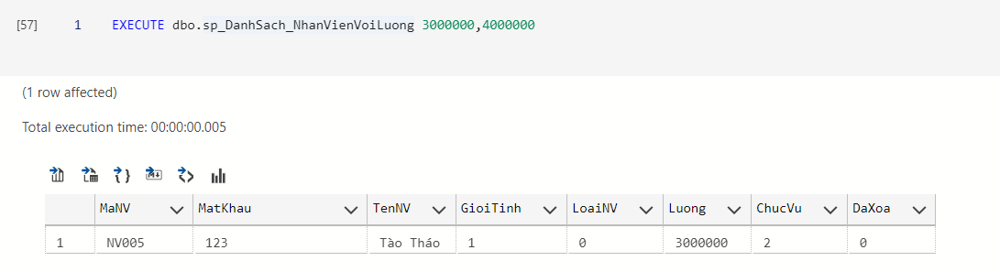 [57] 1 EXECUTE dbo.sp_DanhSach_NhanVienVoiLuong 3000000,4000000
(1 row affected)
Total execution time: 00:00:00.005
MaNV MatKhau TenNV GioiTinh LoaiNV Luong ChucVu DaXoa
1 NV005 123 Tào Tháo 1 0 3000000 2 0